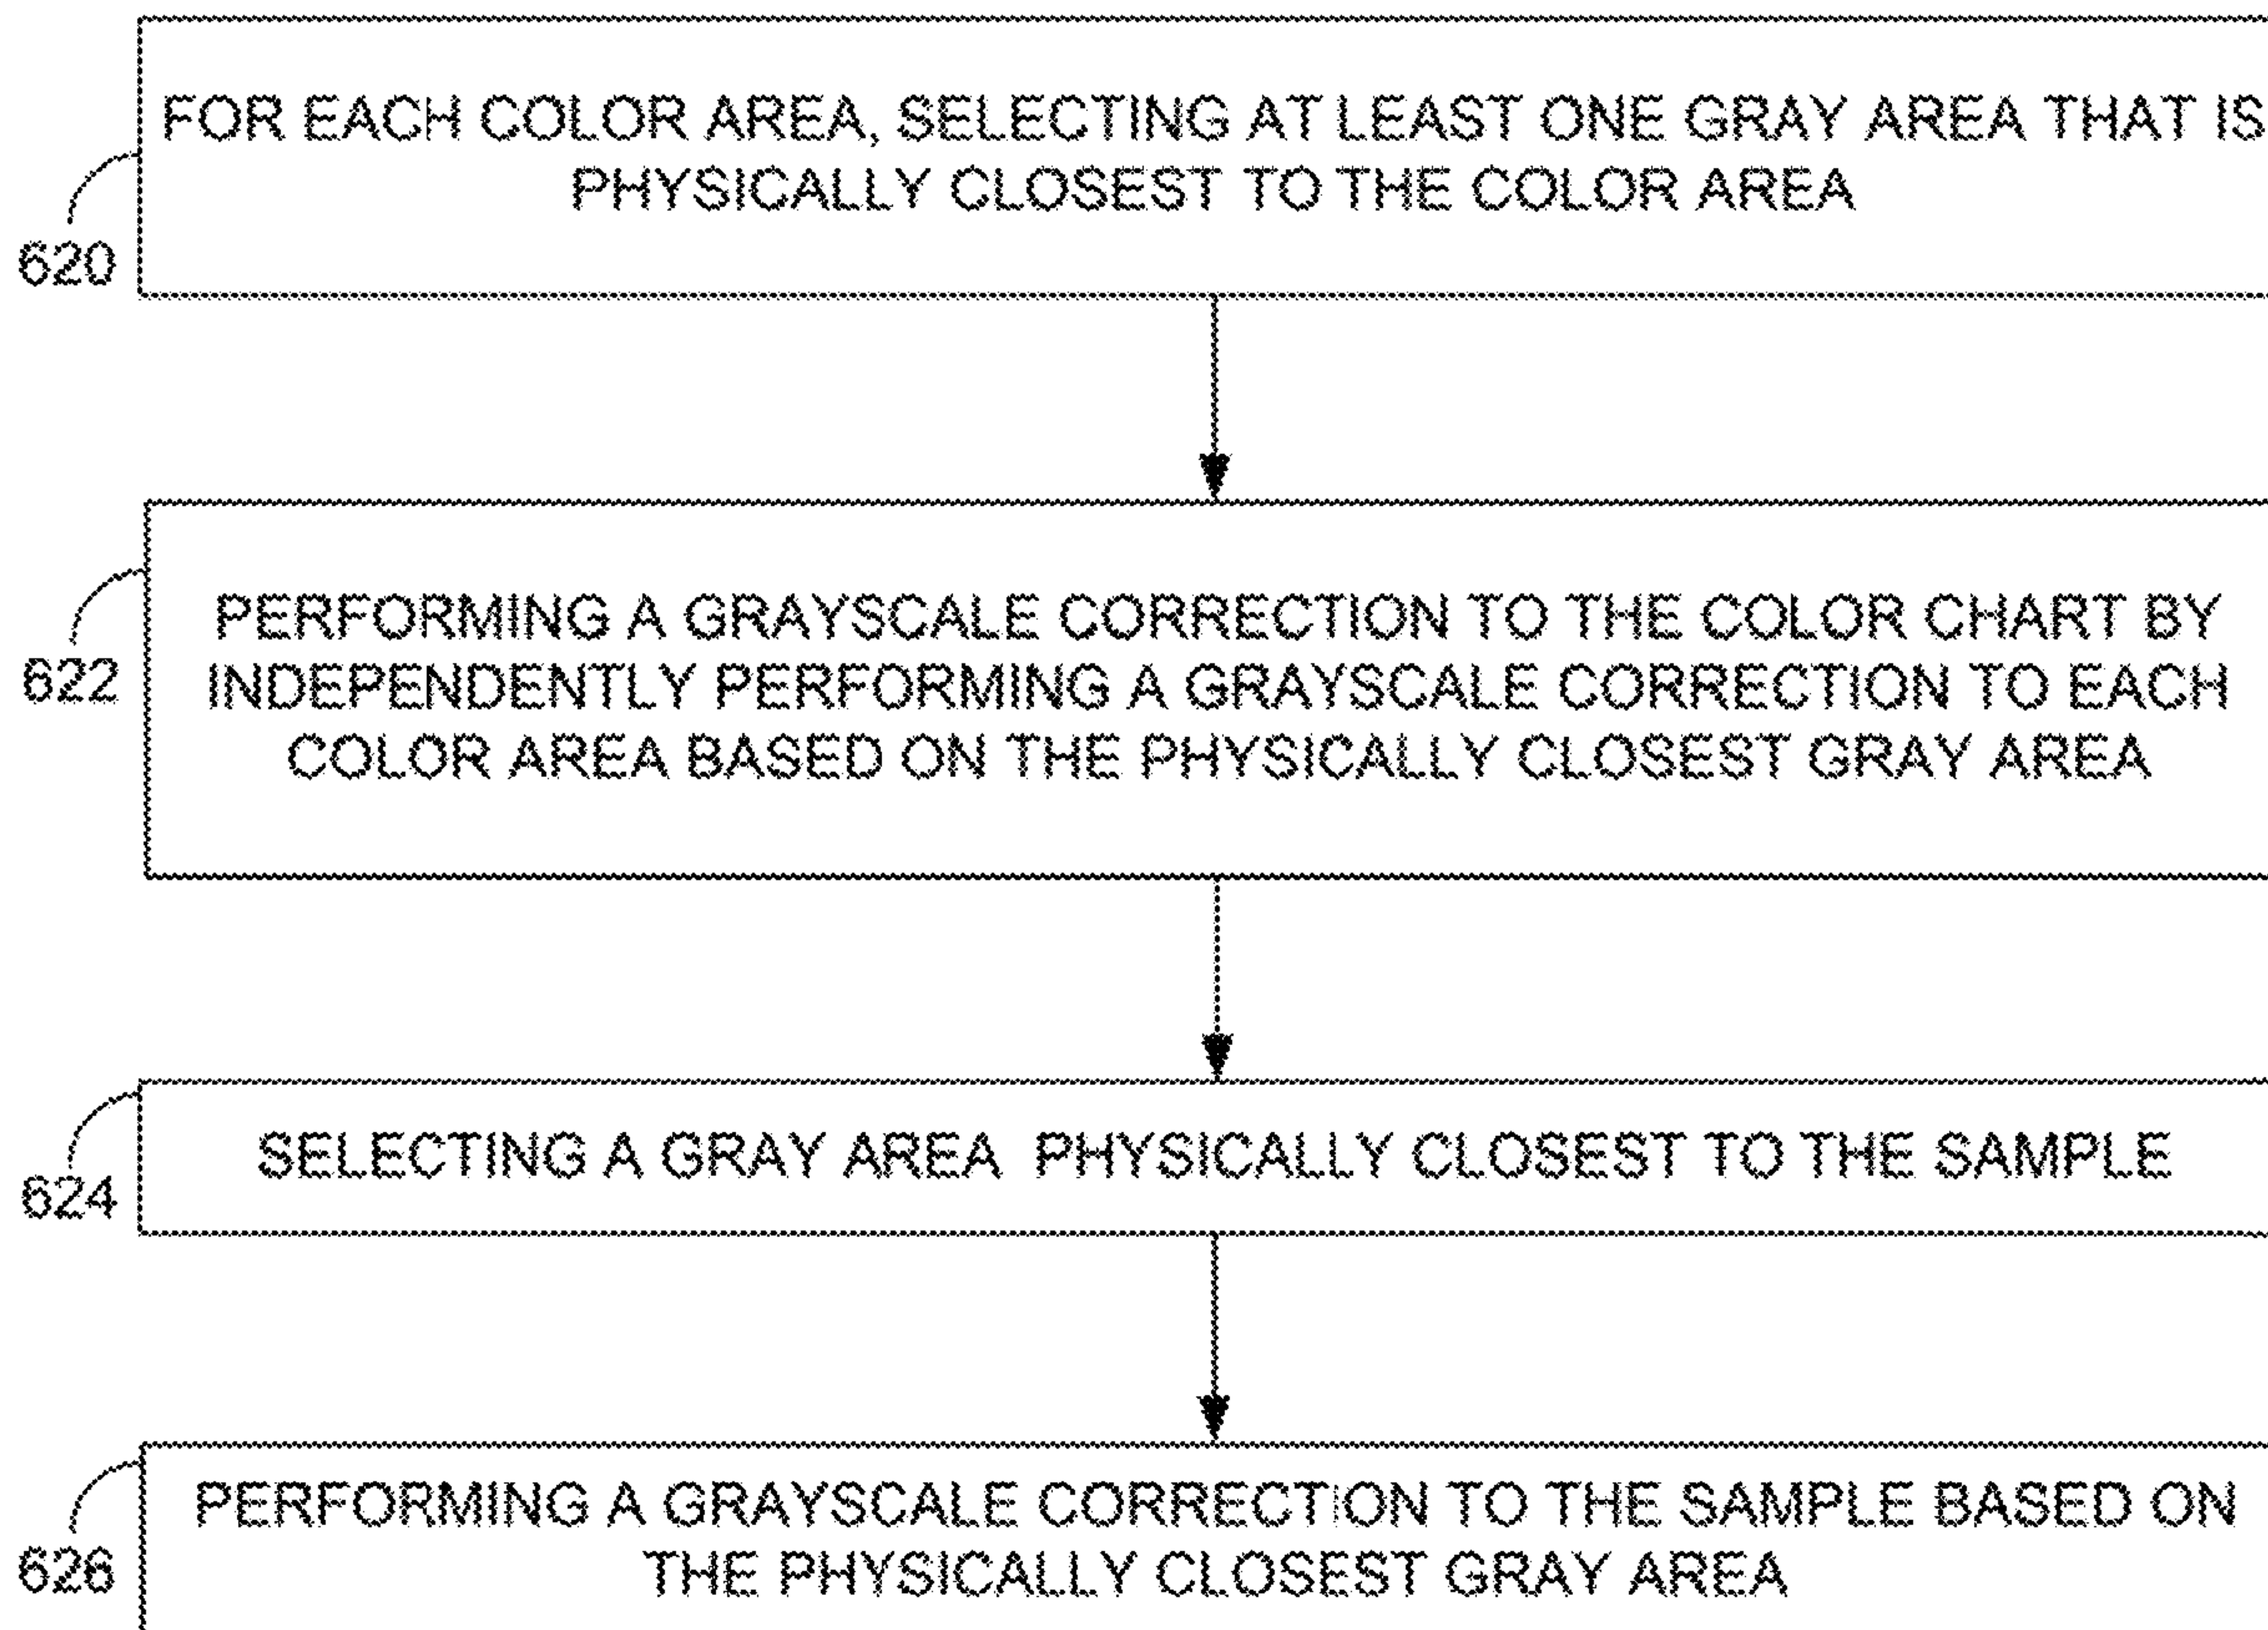 FOR EACH COLOR AREA, SELECTING AT LEAST ONE GRAY AREA THAT IS
PHYSICALLY CLOSEST TO THE COLOR AREA
620
PERFORMING A GRAYSCALE CORRECTION TO THE COLOR CHART BY
INDEPENDENTLY PERFORMING A GRAYSCALE CORRECTION TO EACH
COLOR AREA BASED ON THE PHYSICALLY CLOSEST GRAY AREA
622
SELECTING A GRAY AREA PHYSICALLY CLOSEST TO THE SAMPLE
624
PERFORMING A GRAYSCALE CORRECTION TO THE SAMPLE BASED ON
THE PHYSICALLY CLOSEST GRAY AREA
626